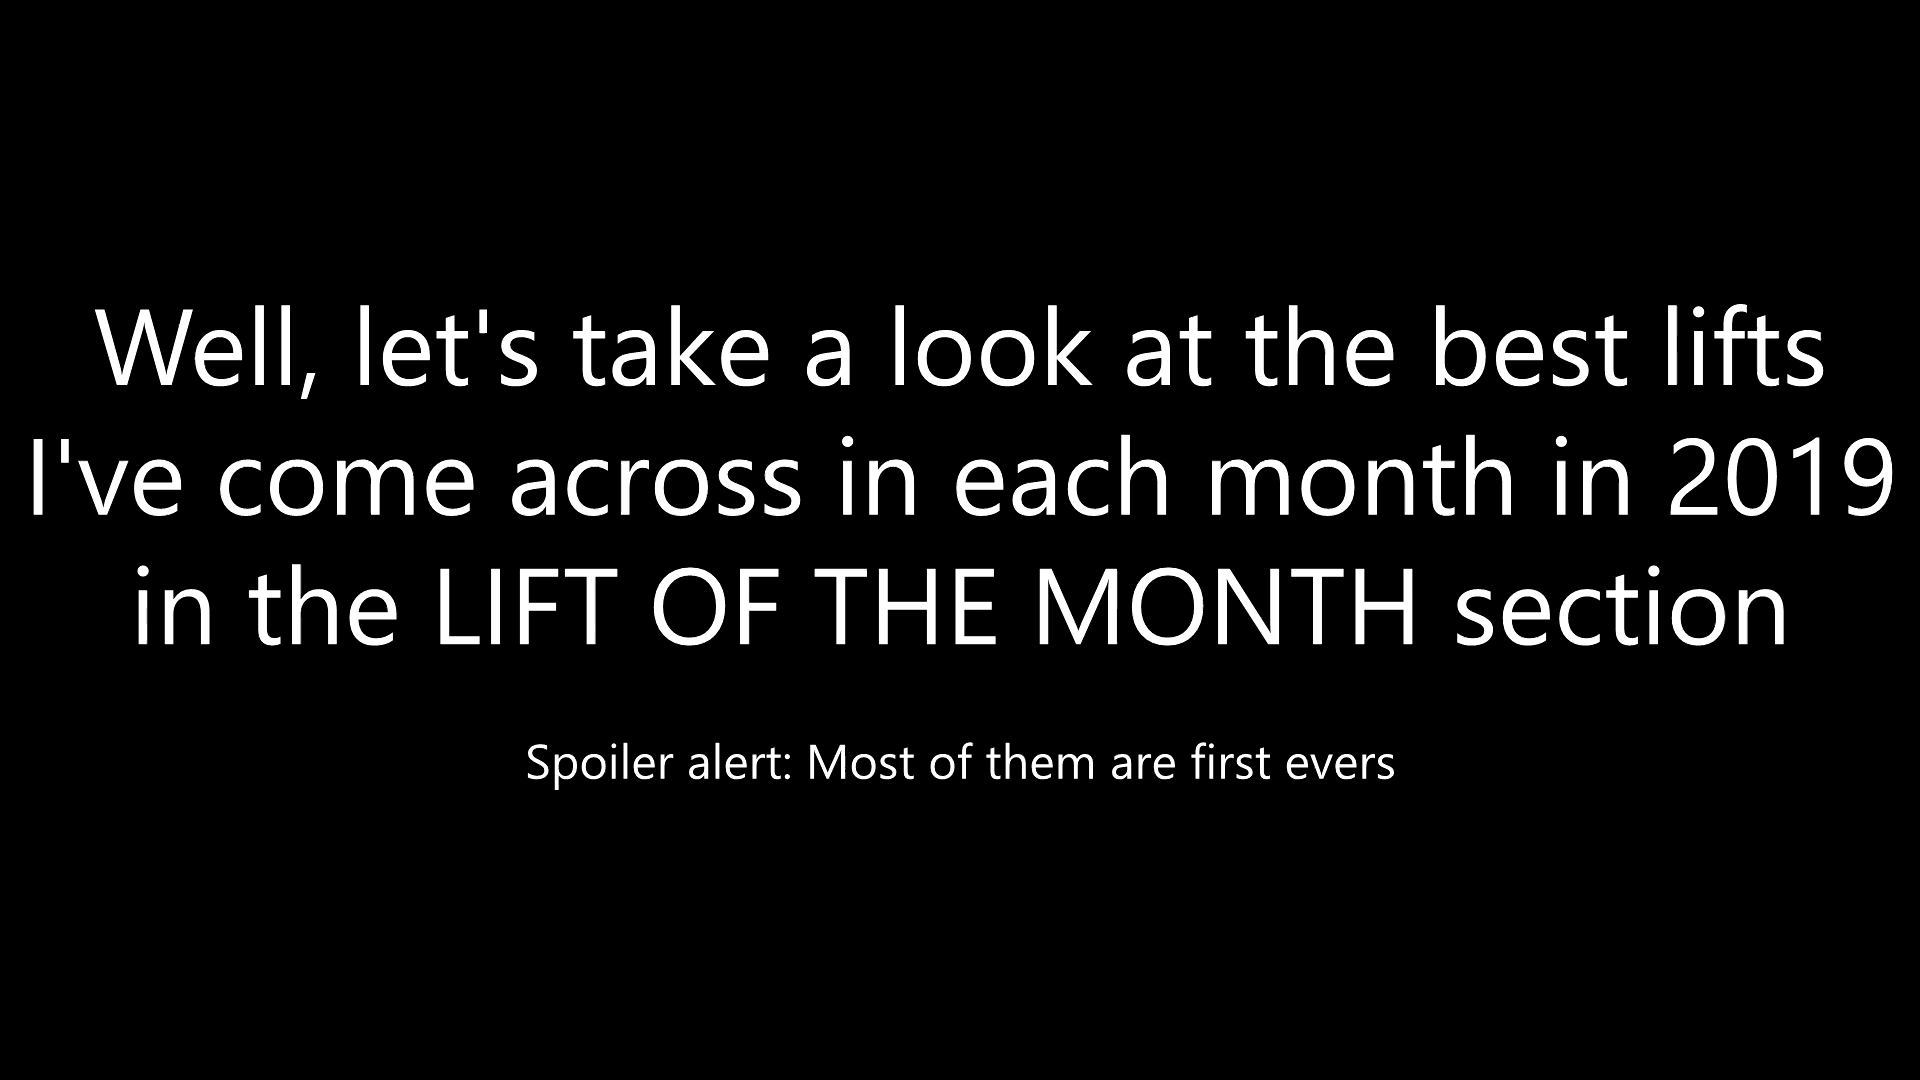 Well, let's take a look at the best lifts
I've come across in each month in 2019
in the LIFT OF THE MONTH section
Spoiler alert: Most of them are first evers